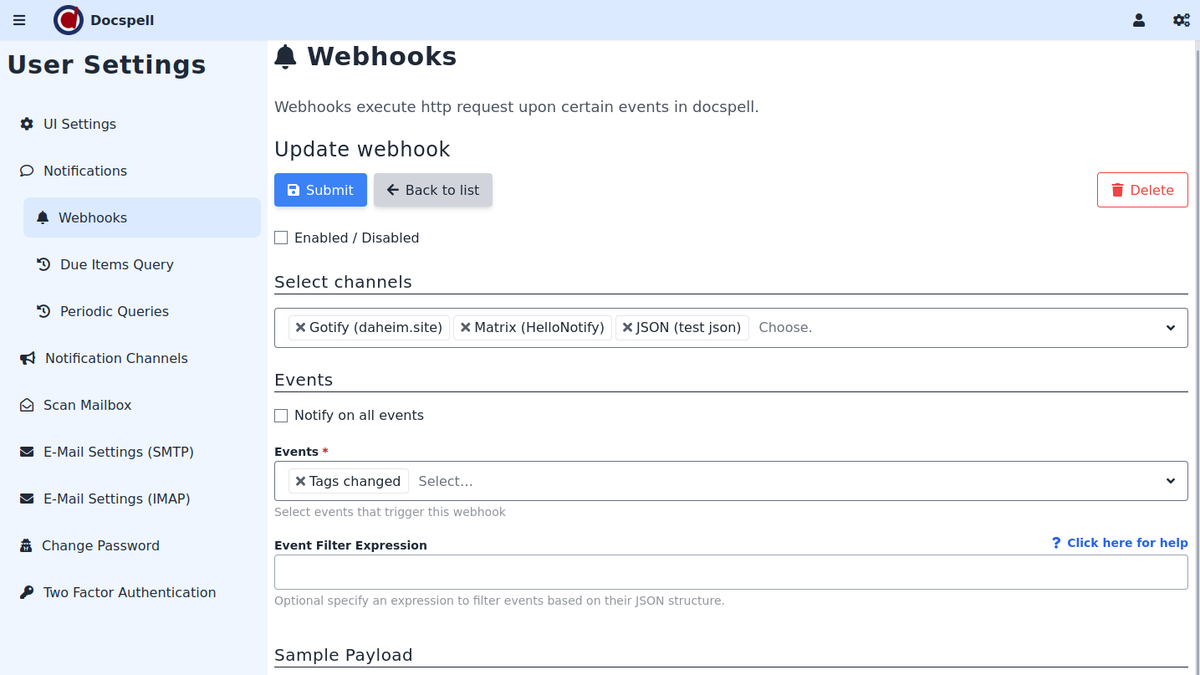 Docspell
User Settings
UI Settings
Notifications
Webhooks
Due Items Query
Periodic Queries
Notification Channels
Scan Mailbox
E-Mail Settings (SMTP)
E-Mail Settings (IMAP)
Change Password
Two Factor Authentication
Webhooks
Webhooks execute http request upon certain events in docspell.
Update webhook
Submit Back to list Delete
Enabled / Disabled
Select channels
Gotify (daheim.site) Matrix (HelloNotify) JSON (test json) Choose.
Events
Notify on all events
Events *
Tags changed Select...
Select events that trigger this webhook
Event Filter Expression ? Click here for help
Optional specify an expression to filter events based on their JSON structure.
Sample Payload